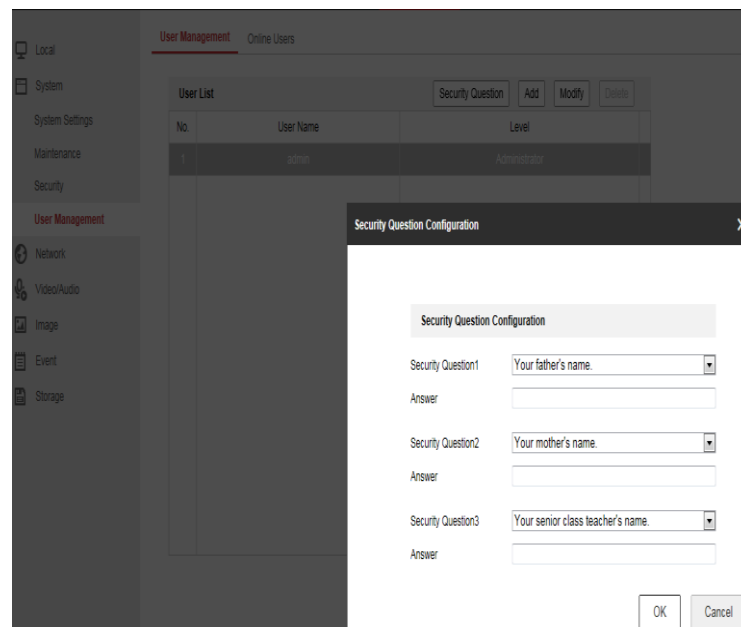 Local
System
System Settings
Maintenance
Security
User Management
Network
Video/Audio
Image
Event
Storage
User Management Online Users
User List Security Question Add Modify Delete
No. User Name Level
1 admin Administrator
Security Question Configuration
Security Question Configuration
Security Question1 Your father's name.
Answer
Security Question2 Your mother's name.
Answer
Security Question3 Your senior class teacher's name.
Answer
OK Cancel